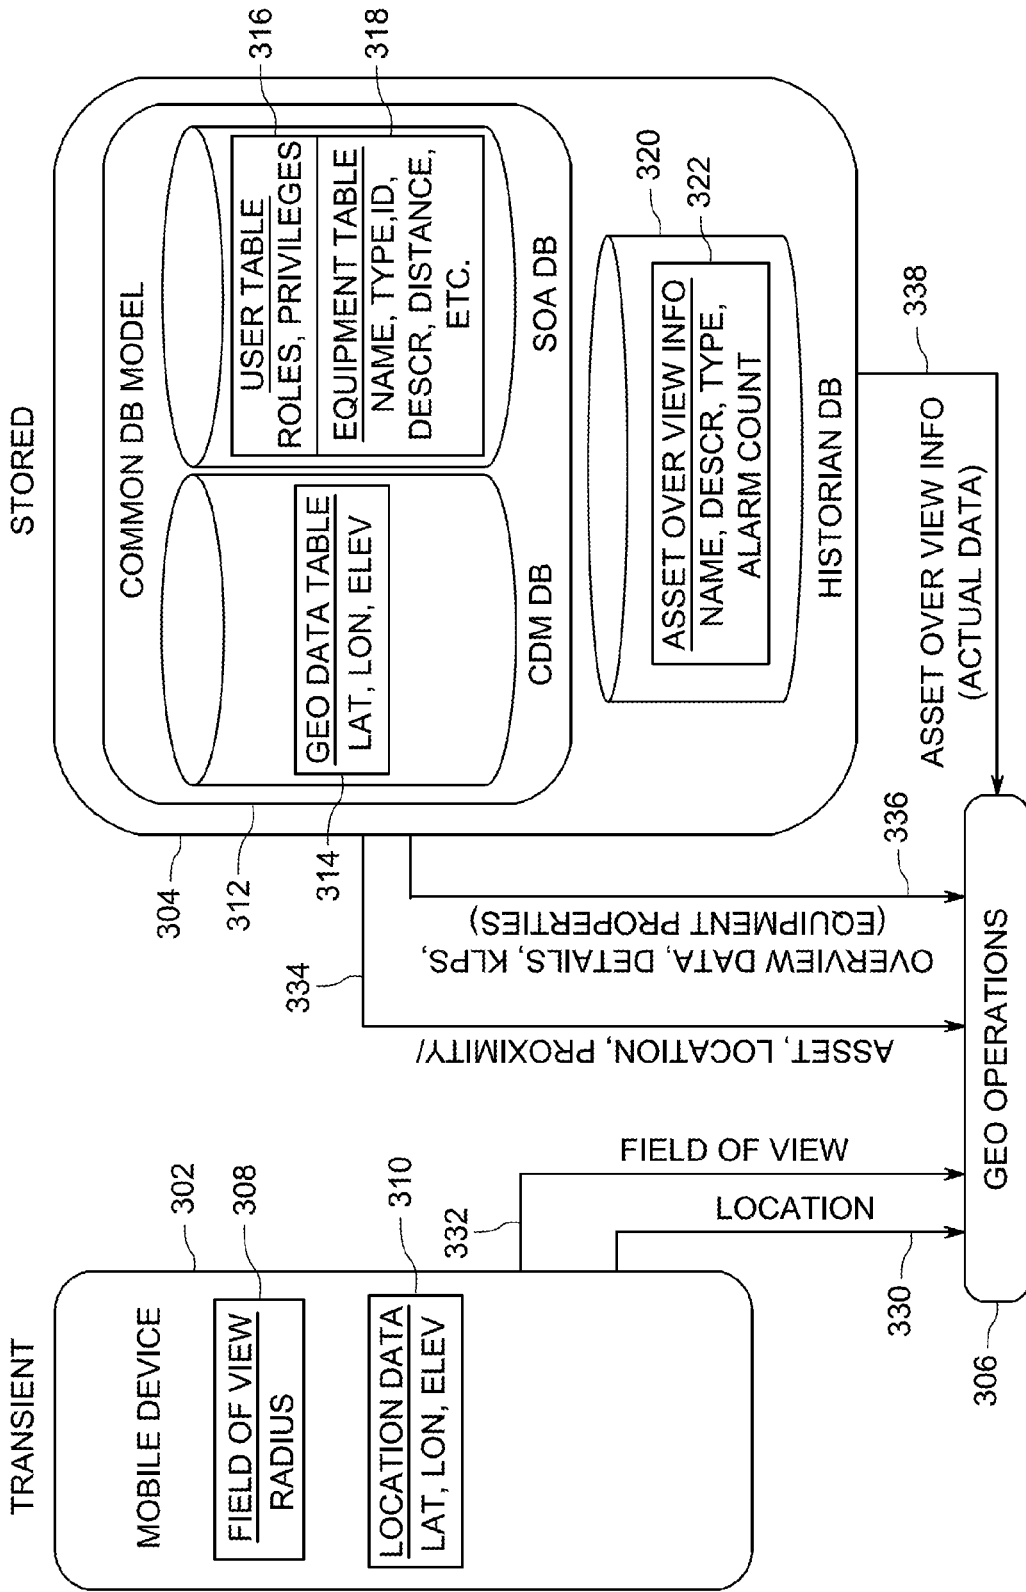 TRANSIENT
MOBILE DEVICE
302
FIELD OF VIEW
RADIUS
308
LOCATION DATA
LAT, LON, ELEV
310
332
FIELD OF VIEW
LOCATION
330
STORED
304
COMMON DB MODEL
312
GEO DATA TABLE
LAT, LON, ELEV
314
CDM DB
USER TABLE
ROLES, PRIVILEGES
316
EQUIPMENT TABLE
NAME, TYPE,ID,
DESCR, DISTANCE,
ETC.
318
SOA DB
320
ASSET OVER VIEW INFO
NAME, DESCR, TYPE,
ALARM COUNT
322
HISTORIAN DB
334
ASSET, LOCATION, PROXIMITY/
OVERVIEW DATA, DETAILS, KLPS,
(EQUIPMENT PROPERTIES)
336
338
ASSET OVER VIEW INFO
(ACTUAL DATA)
GEO OPERATIONS
306